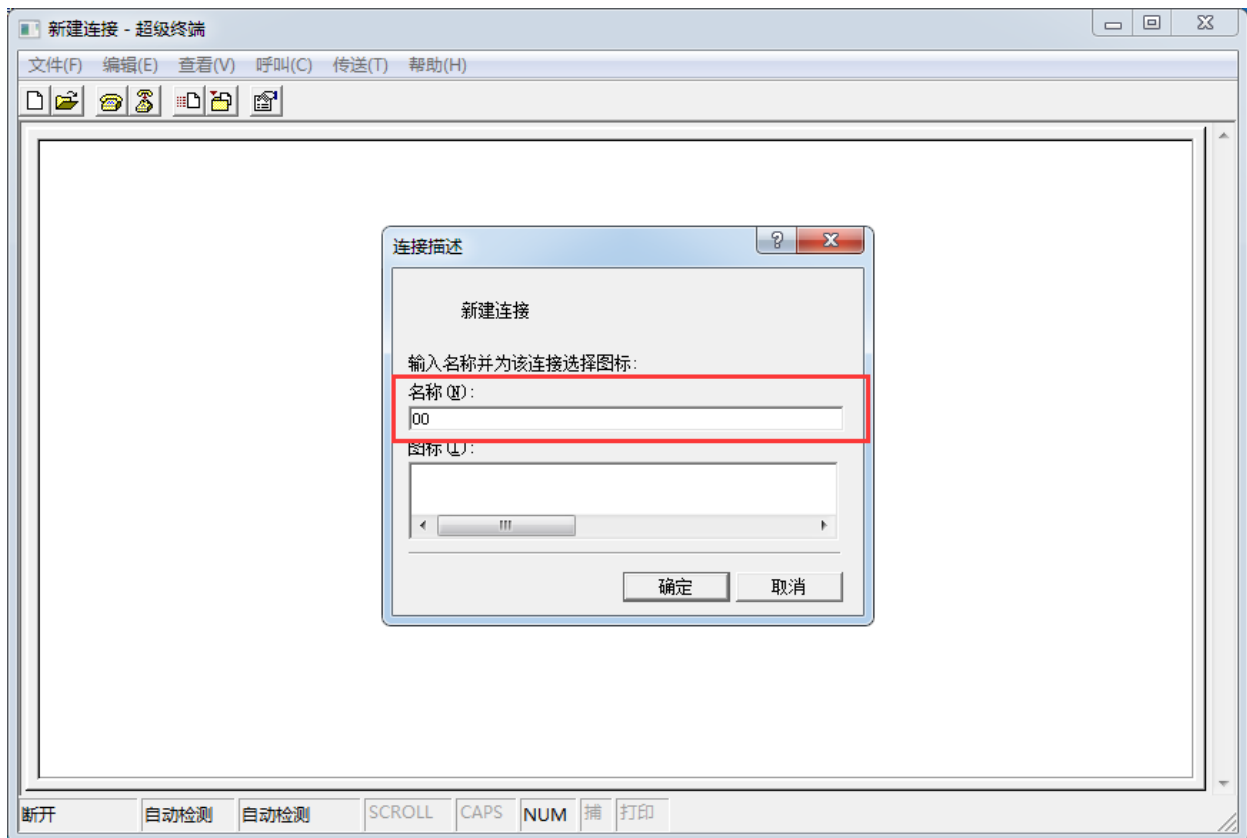 新建连接 - 超级终端
文件(F) 编辑(E) 查看(V) 呼叫(C) 传送(T) 帮助(H)
连接描述
新建连接
输入名称并为该连接选择图标:
名称(N):
00
图标(I):
确定 取消
断开 自动检测 自动检测 SCROLL CAPS NUM 捕 打印